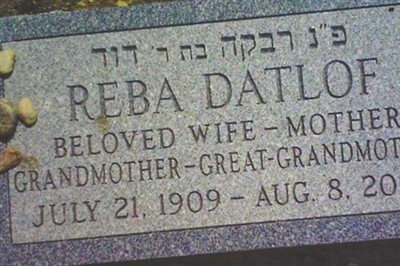 פ״נ רבקה בת ר׳ דוד
REBA DATLOF
BELOVED WIFE – MOTHER
GRANDMOTHER – GREAT-GRANDMOT
JULY 21, 1909 – AUG. 8, 20